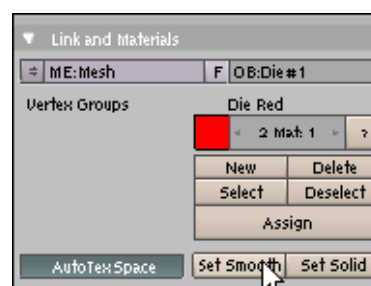 Link and Materials
ME:Mesh F OB:Die#1
Vertex Groups Die Red
2 Mat: 1 ?
New Delete
Select Deselect
Assign
AutoTexSpace Set Smooth Set Solid